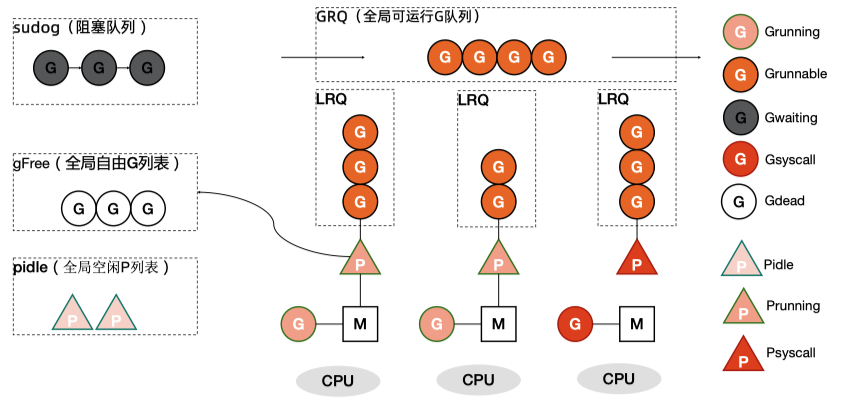 sudog（阻塞队列）
G G G
gFree（全局自由G列表）
G G G
pidle（全局空闲P列表）
P P
GRQ（全局可运行G队列）
G G G G
LRQ
G
G
G
P
G M
CPU
LRQ
G
G
P
G M
CPU
LRQ
G
G
G
P
G M
CPU
G Grunning
G Grunnable
G Gwaiting
G Gsyscall
G Gdead
P Pidle
P Prunning
P Psyscall